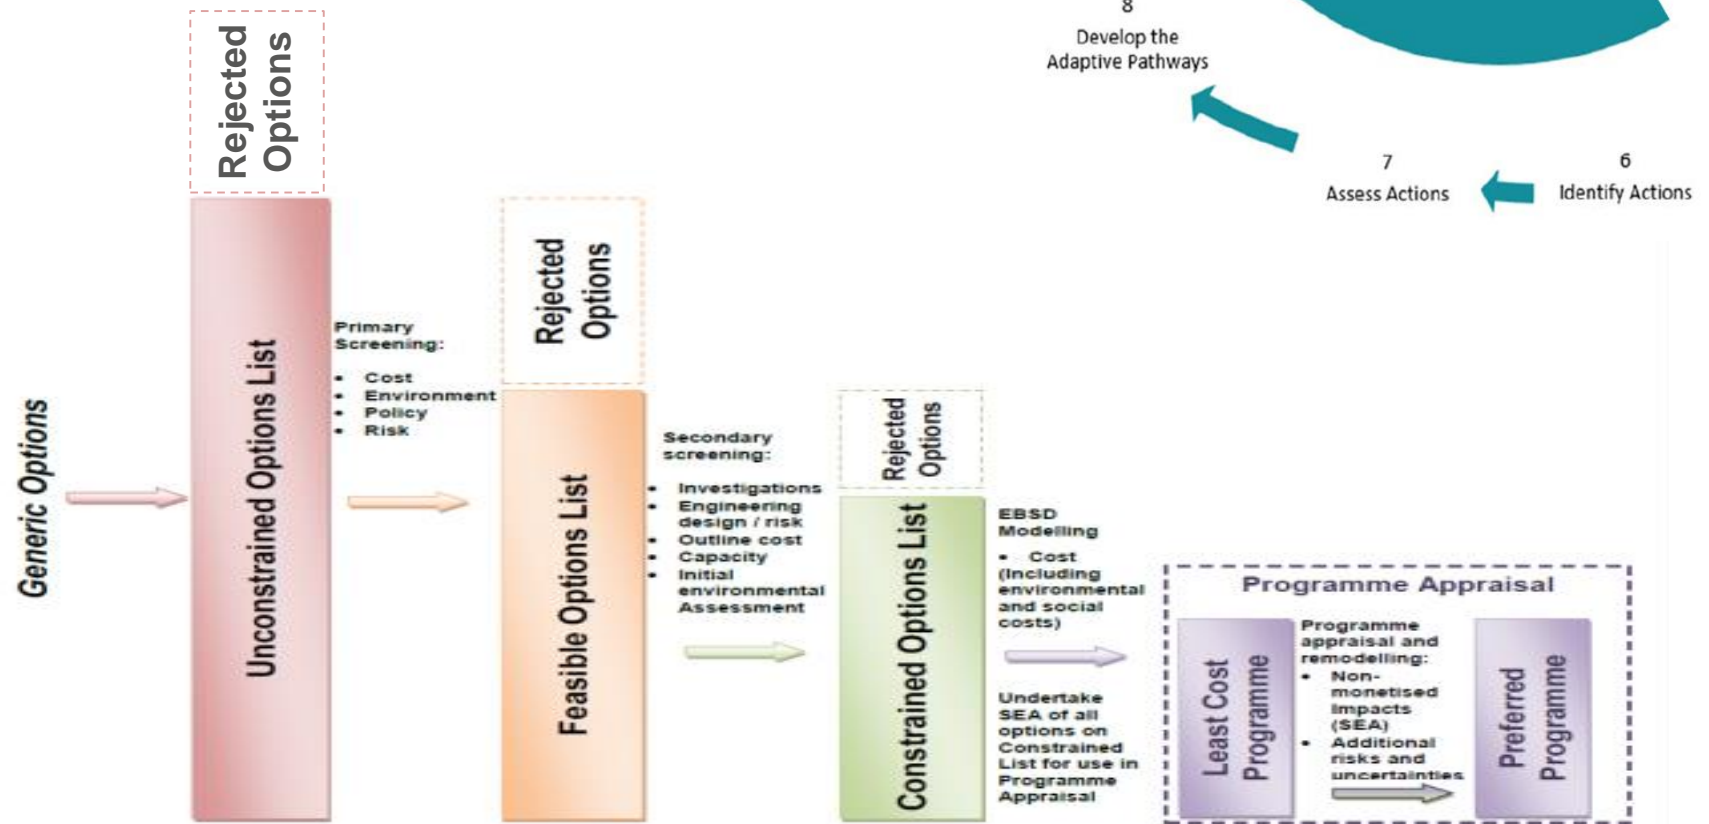 8
Develop the
Adaptive Pathways
7
Assess Actions
6
Identify Actions
Generic Options
Rejected
Options
Unconstrained Options List
Primary
Screening:
• Cost
• Environment
• Policy
• Risk
Rejected
Options
Feasible Options List
Secondary
screening:
• Investigations
• Engineering
design / risk
• Outline cost
• Capacity
• Initial
environmental
Assessment
Rejected
Options
Constrained Options List
EBSD
Modelling
• Cost
(Including
environmental
and social
costs)
Undertake
SEA of all
options on
Constrained
List for use in
Programme
Appraisal
Programme Appraisal
Least Cost
Programme
Programme
appraisal and
remodelling:
• Non-
monetised
Impacts
(SEA)
• Additional
risks and
uncertainties
Preferred
Programme